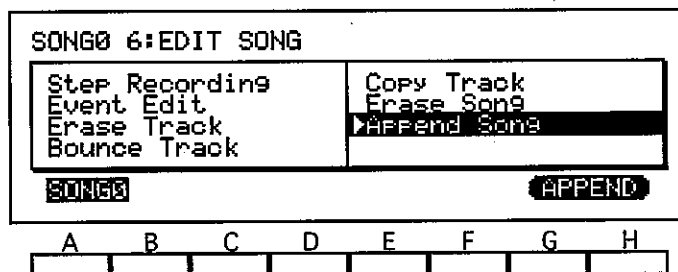 SONG0 6:EDIT SONG
Step Recording
Event Edit
Erase Track
Bounce Track
Copy Track
Erase Song
▶Append Song
SONG0
APPEND
A B C D E F G H